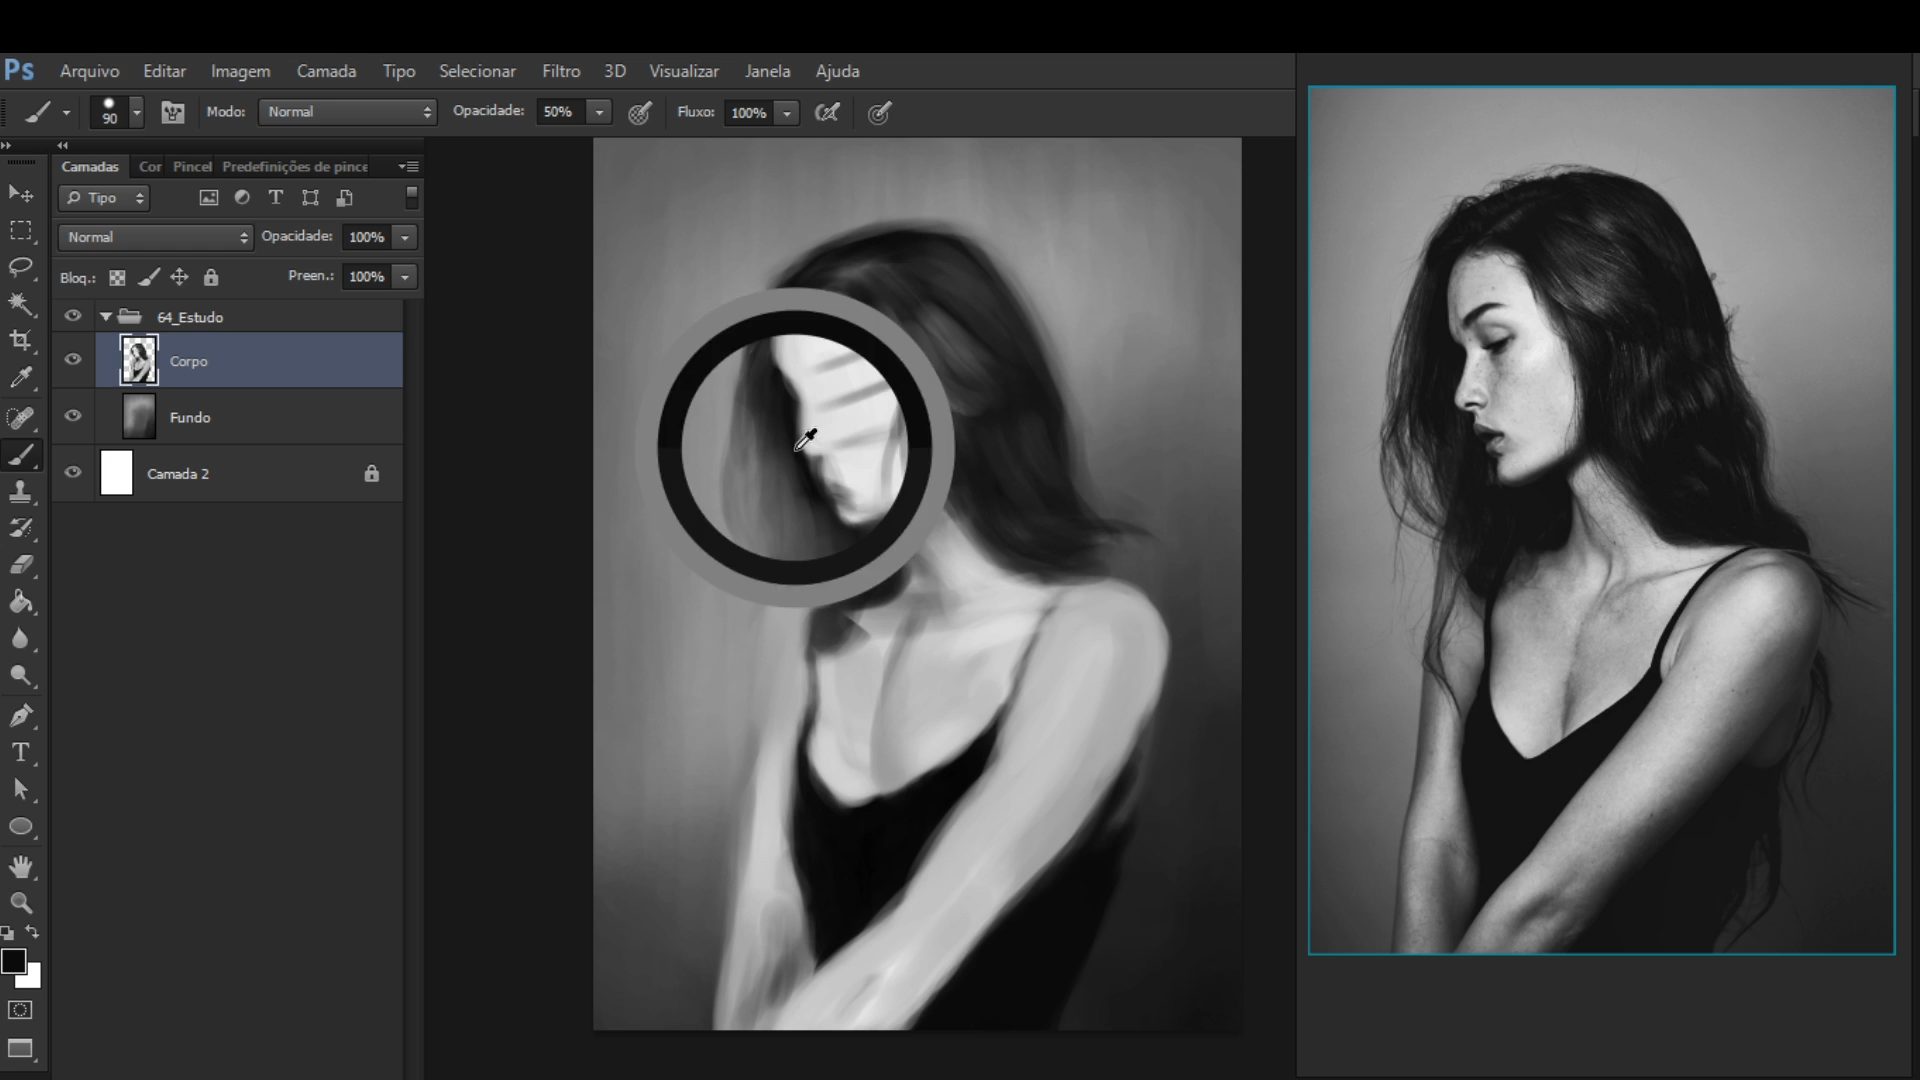 Ps Arquivo Editar Imagem Camada Tipo Selecionar Filtro 3D Visualizar Janela Ajuda
90 Modo: Normal Opacidade: 50% Fluxo: 100%
Camadas Cor Pincel Predefinições de pince
Tipo
Normal Opacidade: 100%
Bloq.: Preen.: 100%
64_Estudo
Corpo
Fundo
Camada 2